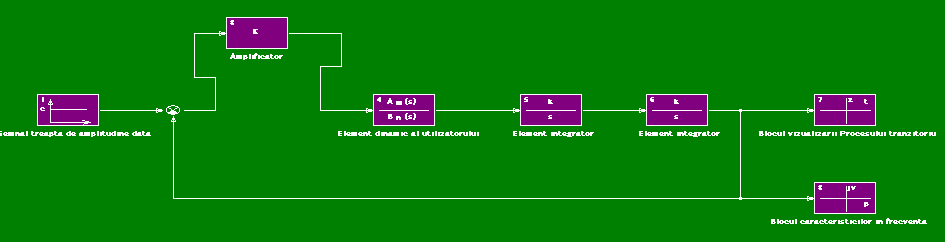 2
K
Amplificator
1
c
Semnal treapta de amplitudine data
4 A m (s)
B n (s)
Element dinamic al utilizatorului
5 k
s
Element integrator
6 k
s
Element integrator
7 z t
Blocul vizualizarii Procesului tranzitoriu
8 jv
p
Blocul caracteristicilor in frecventa